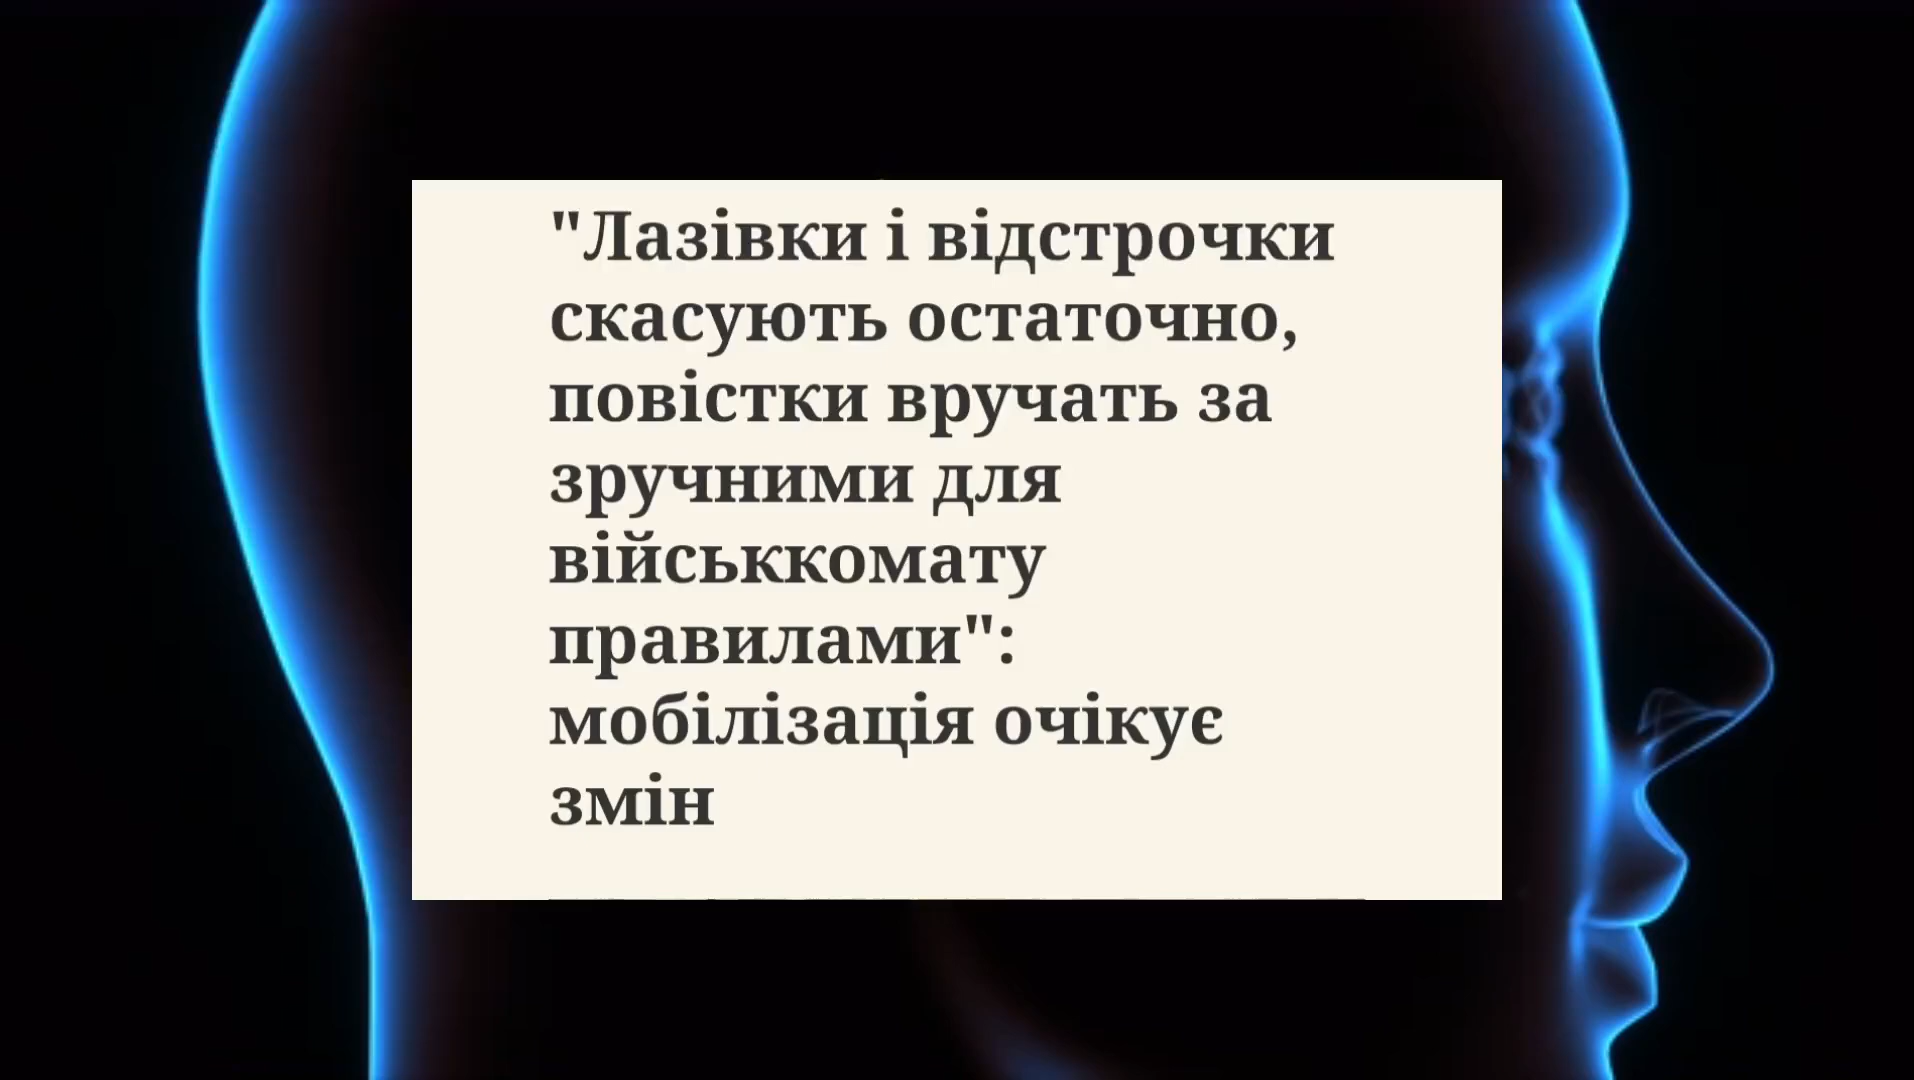 "Лазівки і відстрочки
скасують остаточно,
повістки вручать за
зручними для
військкомату
правилами":
мобілізація очікує
змін